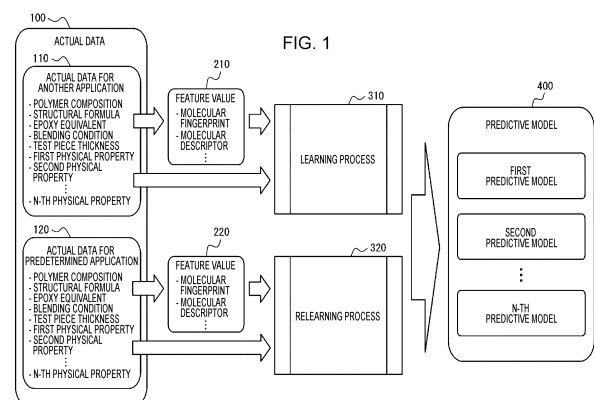 FIG. 1
100
ACTUAL DATA
110
ACTUAL DATA FOR
ANOTHER APPLICATION
- POLYMER COMPOSITION
- STRUCTURAL FORMULA
- EPOXY EQUIVALENT
- BLENDING CONDITION
- TEST PIECE THICKNESS
- FIRST PHYSICAL PROPERTY
- SECOND PHYSICAL
PROPERTY
⋮
- N-TH PHYSICAL PROPERTY
210
FEATURE VALUE
- MOLECULAR
FINGERPRINT
- MOLECULAR
DESCRIPTOR
⋮
310
LEARNING PROCESS
120
ACTUAL DATA FOR
PREDETERMINED APPLICATION
- POLYMER COMPOSITION
- STRUCTURAL FORMULA
- EPOXY EQUIVALENT
- BLENDING CONDITION
- TEST PIECE THICKNESS
- FIRST PHYSICAL PROPERTY
- SECOND PHYSICAL
PROPERTY
⋮
- N-TH PHYSICAL PROPERTY
220
FEATURE VALUE
- MOLECULAR
FINGERPRINT
- MOLECULAR
DESCRIPTOR
⋮
320
RELEARNING PROCESS
400
PREDICTIVE MODEL
FIRST
PREDICTIVE MODEL
SECOND
PREDICTIVE MODEL
⋮
N-TH
PREDICTIVE MODEL